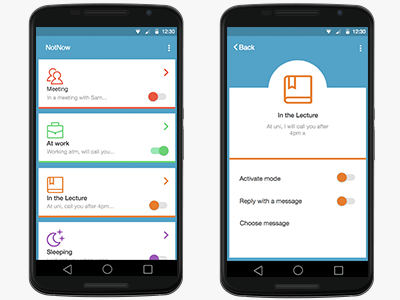 12:30
NotNow
Meeting
In a meeting with Sam...
At work
Working atm, will call you...
In the Lecture
At uni, call you after
4pm...
Sleeping
12:30
Back
In the Lecture
At uni, I will call you after
4pm x.
Activate mode
Reply with a message
Choose message